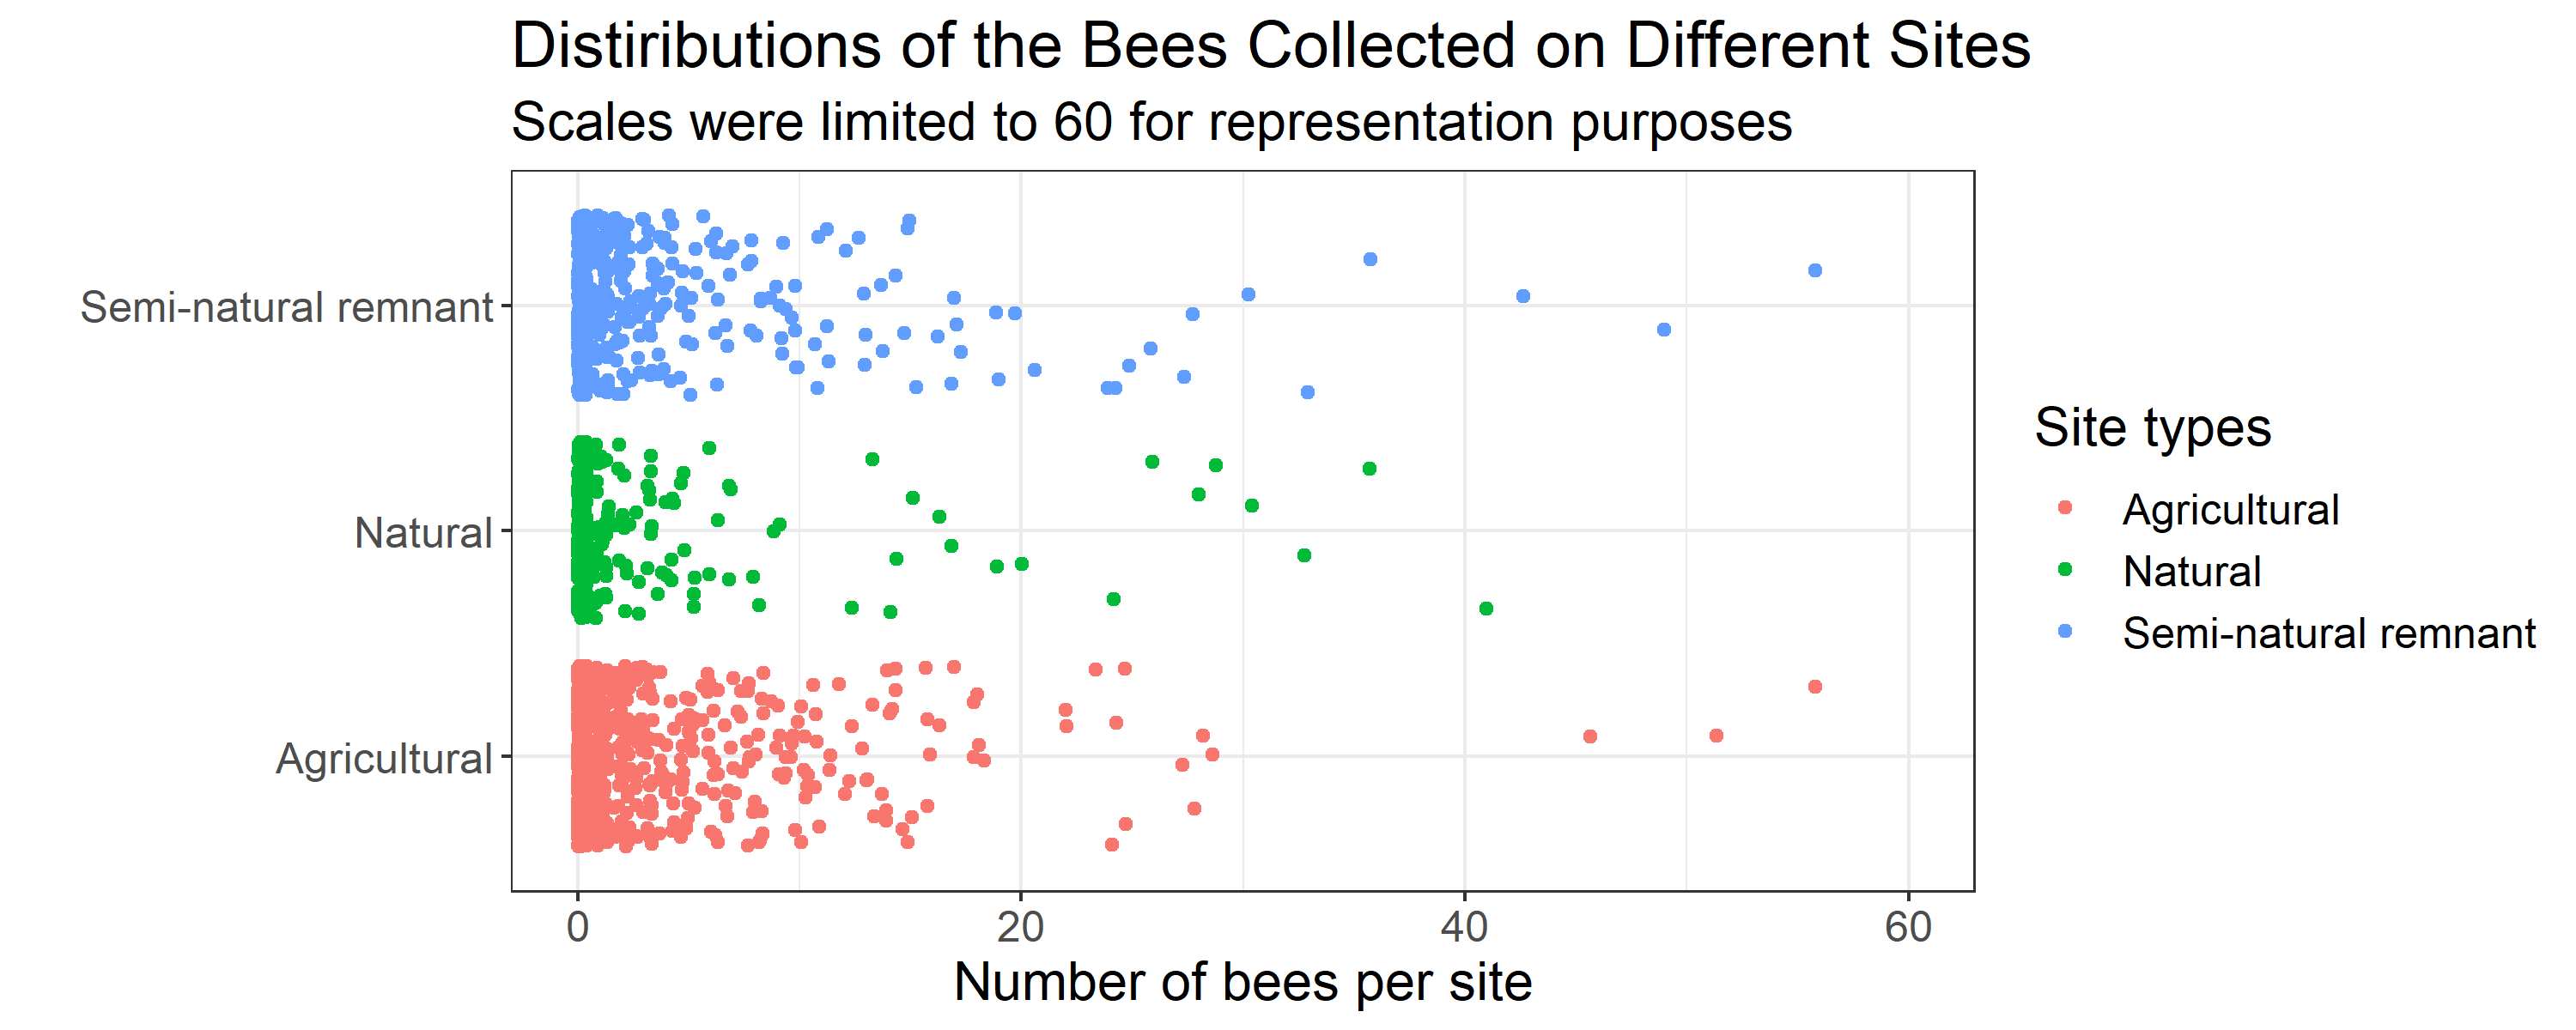 Distiributions of the Bees Collected on Different Sites
Scales were limited to 60 for representation purposes
Semi-natural remnant
Natural
Agricultural
0 20 40 60
Number of bees per site
Site types
Agricultural
Natural
Semi-natural remnant